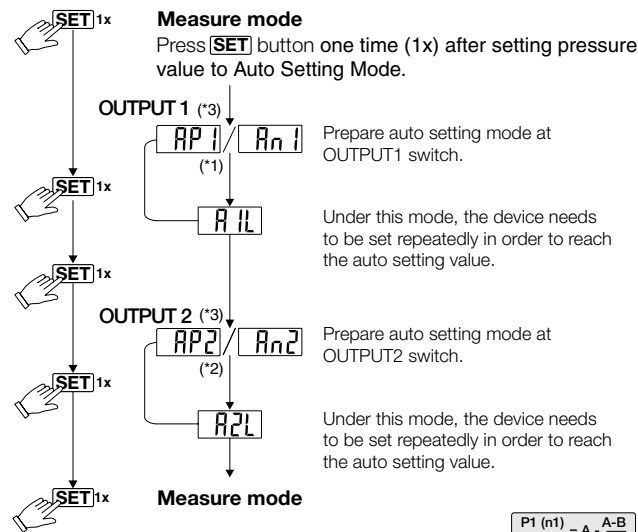 SET 1x
Measure mode
Press SET button one time (1x) after setting pressure
value to Auto Setting Mode.
OUTPUT 1 (*3)
AP1 / An1
(*1)
Prepare auto setting mode at
OUTPUT1 switch.
SET 1x
A1L
Under this mode, the device needs
to be set repeatedly in order to reach
the auto setting value.
SET 1x
OUTPUT 2 (*3)
AP2 / An2
(*2)
Prepare auto setting mode at
OUTPUT2 switch.
SET 1x
A2L
Under this mode, the device needs
to be set repeatedly in order to reach
the auto setting value.
SET 1x
Measure mode
P1 (n1) = A - A-B